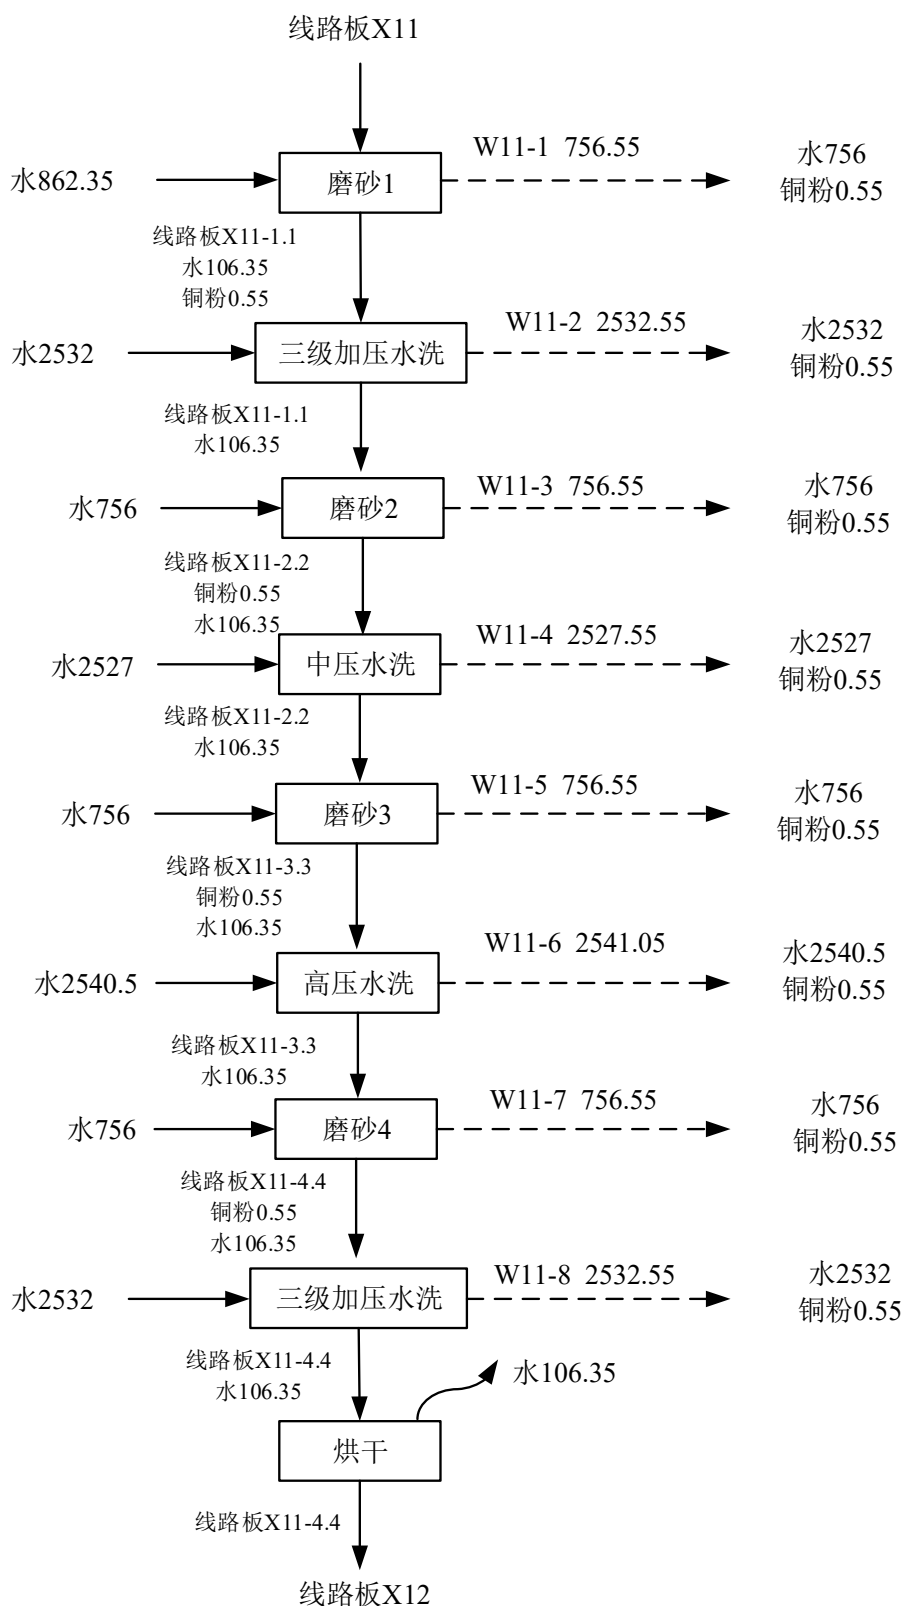 线路板X11
W11-1 756.55
水862.35
磨砂1
水756
铜粉0.55
线路板X11-1.1
水106.35
铜粉0.55
W11-2 2532.55
水2532
三级加压水洗
水2532
铜粉0.55
线路板X11-1.1
水106.35
W11-3 756.55
水756
磨砂2
水756
铜粉0.55
线路板X11-2.2
铜粉0.55
水106.35
W11-4 2527.55
水2527
中压水洗
水2527
铜粉0.55
线路板X11-2.2
水106.35
W11-5 756.55
水756
磨砂3
水756
铜粉0.55
线路板X11-3.3
铜粉0.55
水106.35
W11-6 2541.05
水2540.5
高压水洗
水2540.5
铜粉0.55
线路板X11-3.3
水106.35
W11-7 756.55
水756
磨砂4
水756
铜粉0.55
线路板X11-4.4
铜粉0.55
水106.35
W11-8 2532.55
水2532
三级加压水洗
水2532
铜粉0.55
线路板X11-4.4
水106.35
水106.35
烘干
线路板X11-4.4
线路板X12